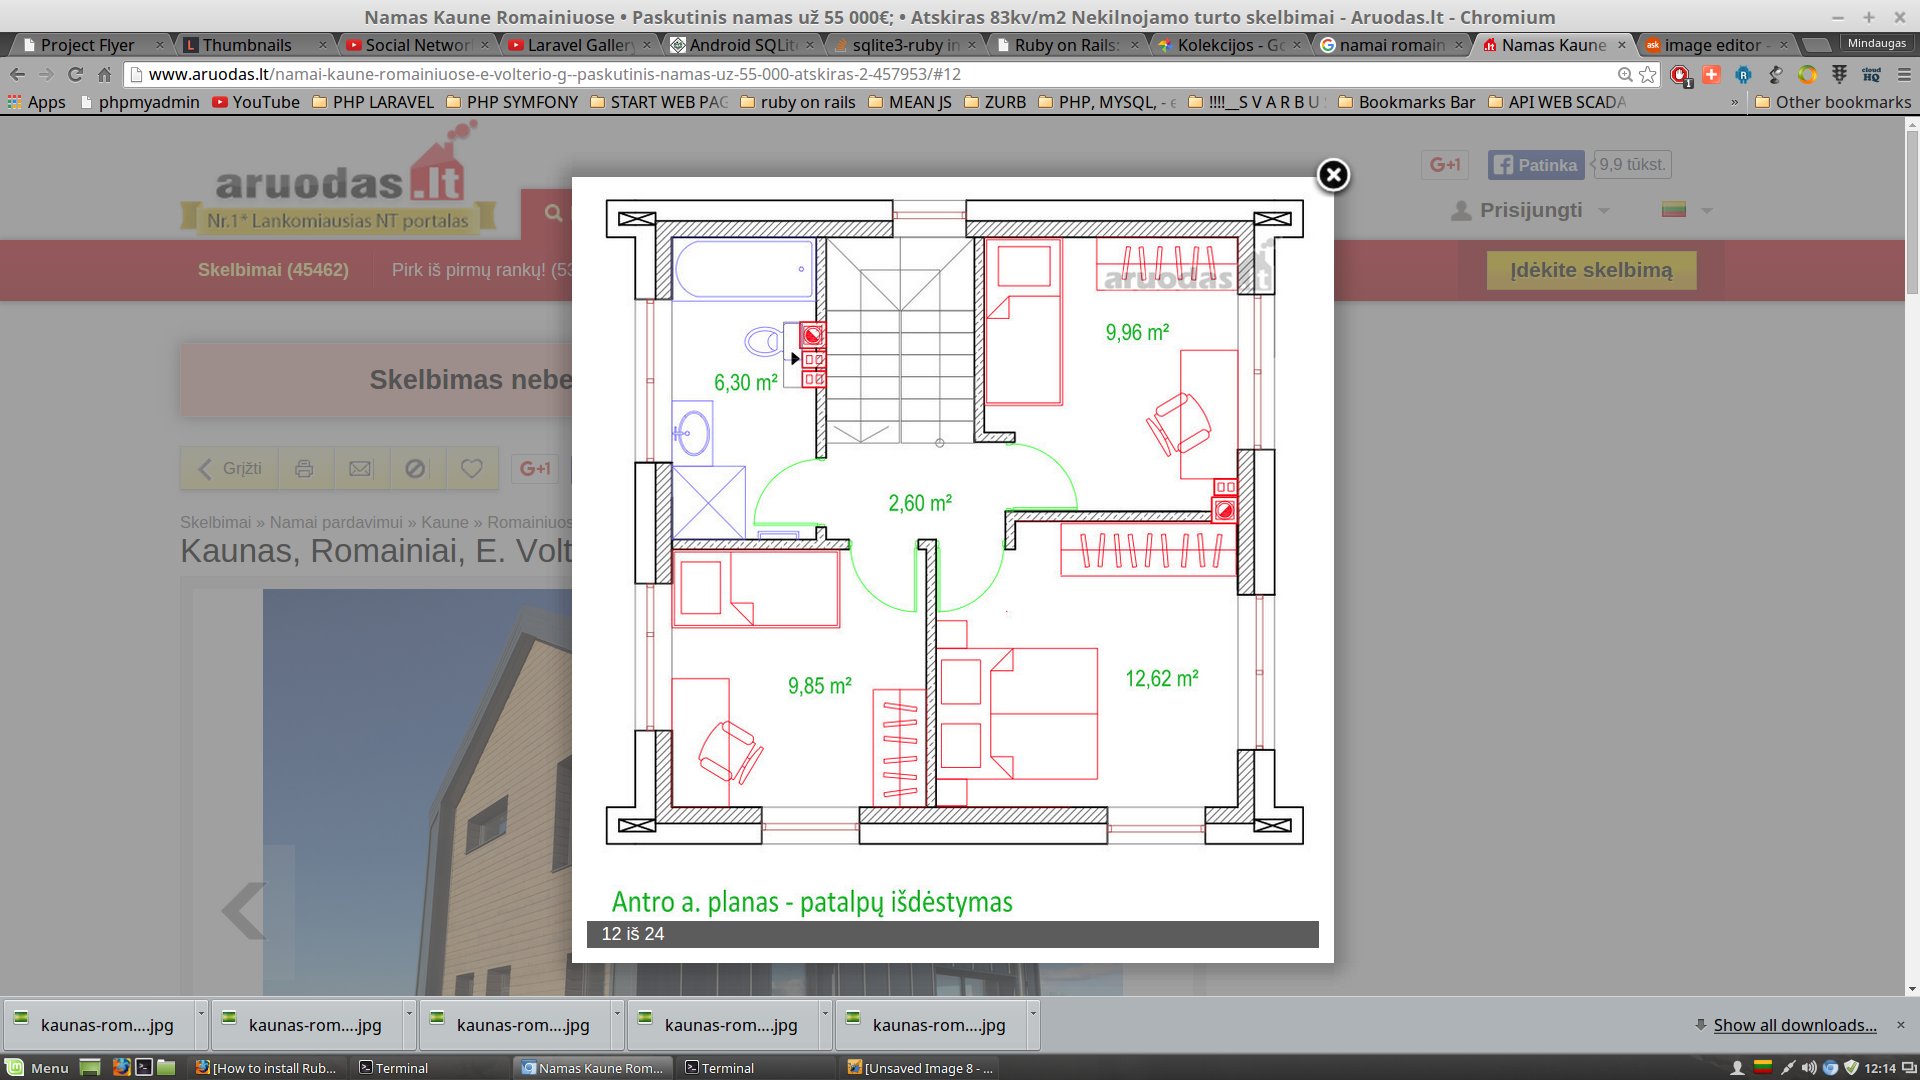 Namas Kaune Romainiuose • Paskutinis namas už 55 000€; • Atskiras 83kv/m2 Nekilnojamo turto skelbimai - Aruodas.lt - Chromium
Project Flyer
Thumbnails
Social Networ
Laravel Gallery
Android SQLit
sqlite3-ruby in
Ruby on Rails:
Kolekcijos - Go
namai romain
Namas Kaune
image editor -
Mindaugas
www.aruodas.lt/namai-kaune-romainiuose-e-volterio-g--paskutinis-namas-uz-55-000-atskiras-2-457953/#12
Apps
phpmyadmin
YouTube
PHP LARAVEL
PHP SYMFONY
START WEB PAG
ruby on rails
MEAN JS
ZURB
PHP, MYSQL, - e
!!!!__S V A R B U
Bookmarks Bar
API WEB SCADA
»
Other bookmarks
aruodas.lt
Nr.1* Lankomiausias NT portalas
G+1
Patinka
9,9 tūkst.
Prisijungti
Skelbimai (45462)
Pirk iš pirmų rankų! (53
Įdėkite skelbimą
Skelbimas nebe
Grįžti
G+1
Skelbimai » Namai pardavimui » Kaune » Romainiuos
Kaunas, Romainiai, E. Volt
aruodas.lt
9,96 m²
6,30 m²
2,60 m²
9,85 m²
12,62 m²
Antro a. planas - patalpų išdėstymas
12 iš 24
kaunas-rom....jpg
kaunas-rom....jpg
kaunas-rom....jpg
kaunas-rom....jpg
kaunas-rom....jpg
Show all downloads...
Menu
[How to install Rub...
Terminal
Namas Kaune Rom...
Terminal
[Unsaved Image 8 - ...
12:14